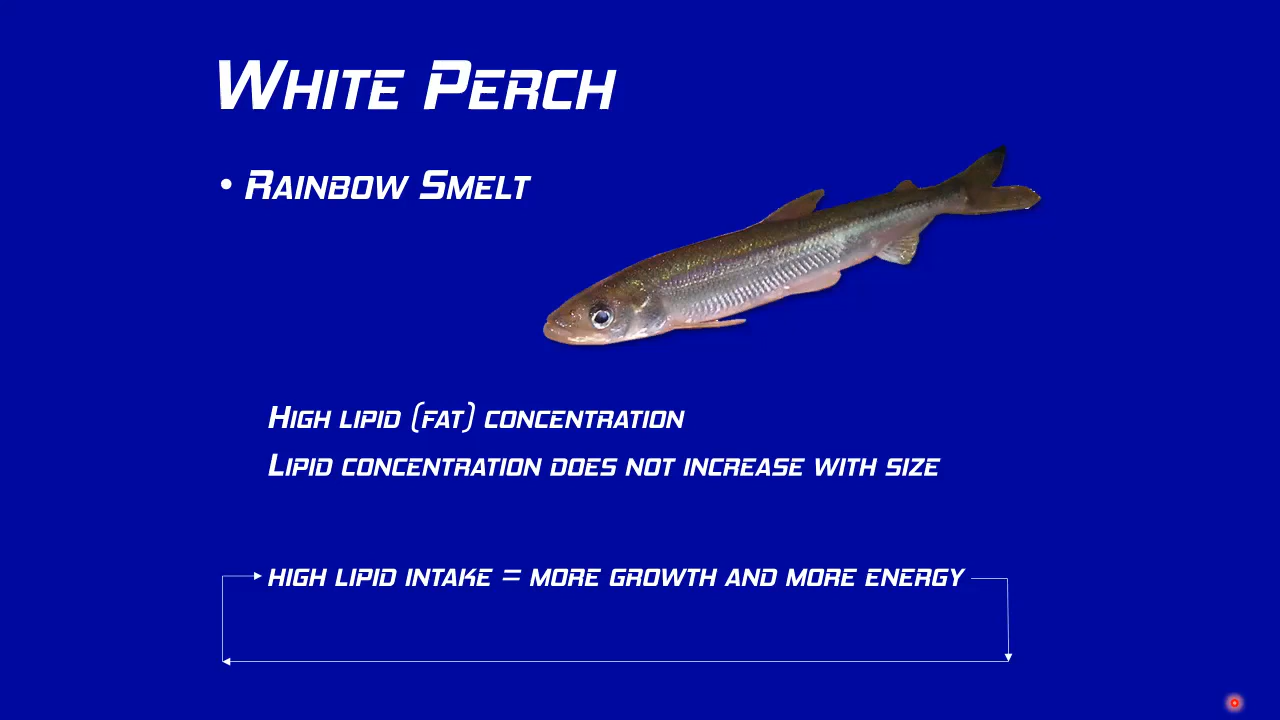 White Perch
• Rainbow Smelt
High lipid (fat) concentration
Lipid concentration does not increase with size
high lipid intake = more growth and more energy